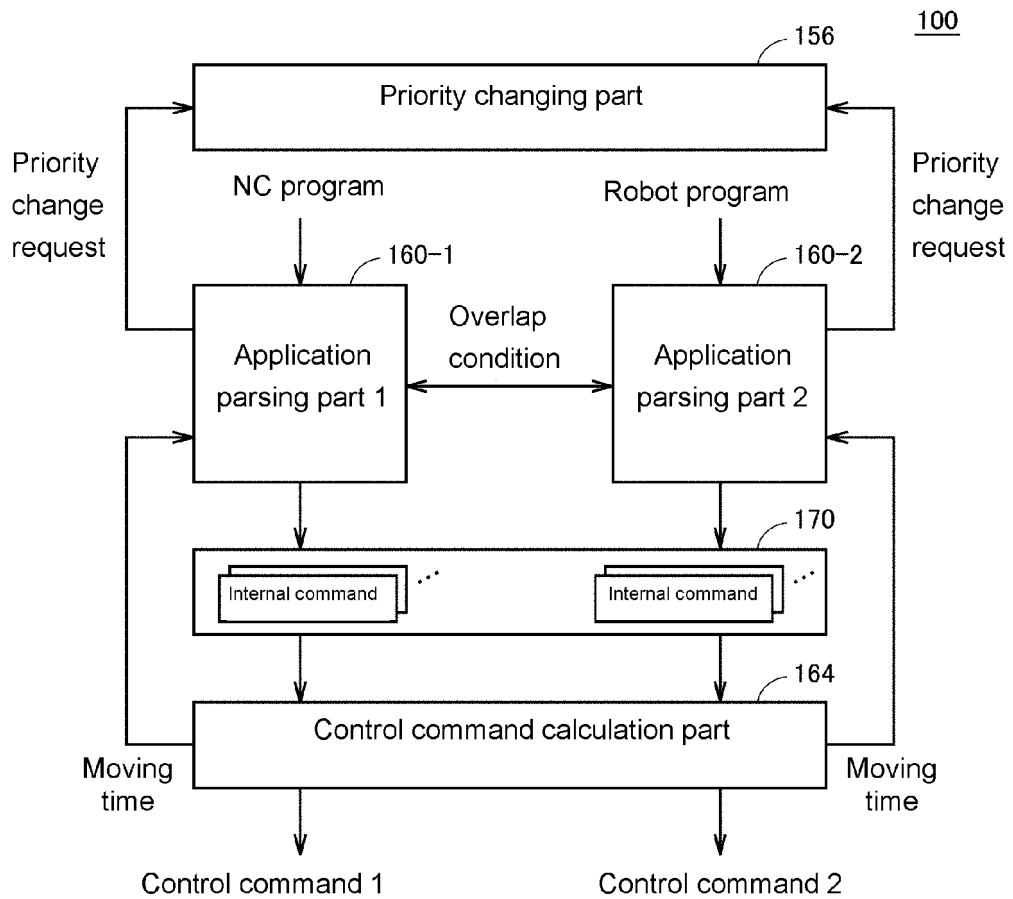 100
156
Priority changing part
Priority
change
request
NC program
Robot program
Priority
change
request
160-1
160-2
Overlap
condition
Application
parsing part 1
Application
parsing part 2
170
Internal command
Internal command
164
Control command calculation part
Moving
time
Moving
time
Control command 1
Control command 2